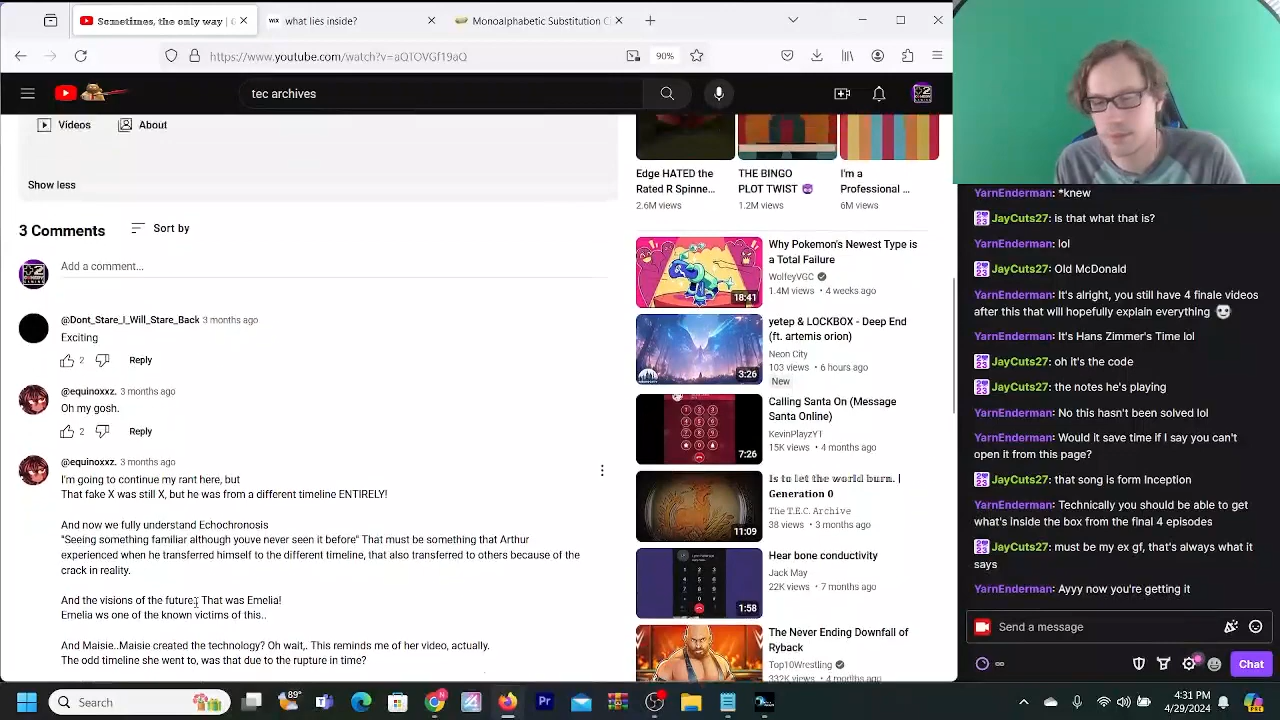 Sometimes, the only way | G
WIX what lies inside?
Monoalphabetic Substitution C
https://www.youtube.com/watch?v=aQ1OVGf19aQ
90%
tec archives
Videos
About
Show less
3 Comments
Sort by
Add a comment...
@Dont_Stare_I_Will_Stare_Back 3 months ago
Exciting
2
Reply
@equinoxxz. 3 months ago
Oh my gosh.
2
Reply
@equinoxxz. 3 months ago
I'm going to continue my rant here, but
That fake X was still X, but he was from a different timeline ENTIRELY!
And now we fully understand Echochronosis
"Seeing something familiar although youve never seen it before" That must be something that Arthur
experienced when he transferred himself to the different timeline, that also transferred to others because of the
crack in reality.
And the visions of the future? That was Emelia!
Emelia ws one of the known victims of this..
And Maisie..Maisie created the technology? Oh wait,. This reminds me of her video, actually.
The odd timeline she went to, was that due to the rupture in time?
Edge HATED the
Rated R Spinne...
2.6M views
THE BINGO
PLOT TWIST 😈
1.2M views
I'm a
Professional ...
6M views
Why Pokemon's Newest Type is
a Total Failure
WolfeyVGC
1.4M views • 4 weeks ago
18:41
yetep & LOCKBOX - Deep End
(ft. artemis orion)
Neon City
103 views • 6 hours ago
New
3:26
Calling Santa On (Message
Santa Online)
KevinPlayzYT
15K views • 4 months ago
7:26
Is to let the world burn. |
Generation 0
The T.E.C. Archive
38 views • 3 months ago
11:09
Hear bone conductivity
Jack May
22K views • 7 months ago
1:58
The Never Ending Downfall of
Ryback
Top10Wrestling
332K views • 4 months ago
YarnEnderman: *knew
JayCuts27: is that what that is?
YarnEnderman: lol
JayCuts27: Old McDonald
YarnEnderman: It's alright, you still have 4 finale videos
after this that will hopefully explain everything
YarnEnderman: It's Hans Zimmer's Time lol
JayCuts27: oh It's the code
JayCuts27: the notes he's playing
YarnEnderman: No this hasn't been solved lol
YarnEnderman: Would it save time if I say you can't
open it from this page?
JayCuts27: that song is form Inception
YarnEnderman: Technically you should be able to get
what's inside the box from the final 4 episodes
JayCuts27: must be my pngf, that's always what it
says
YarnEnderman: Ayyy now you're getting it
Send a message
Chat
Search
89°
4:31 PM
4/29/2024